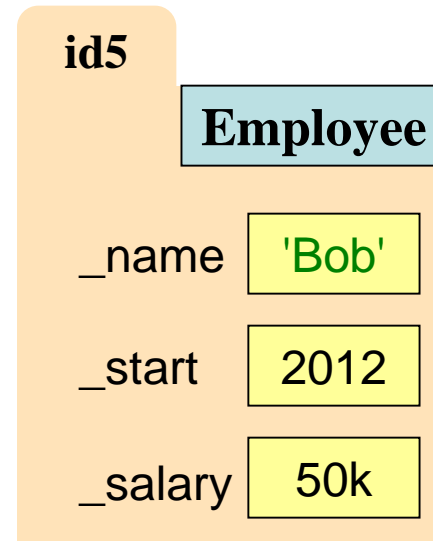 id5
Employee
_name 'Bob'
_start 2012
_salary 50k